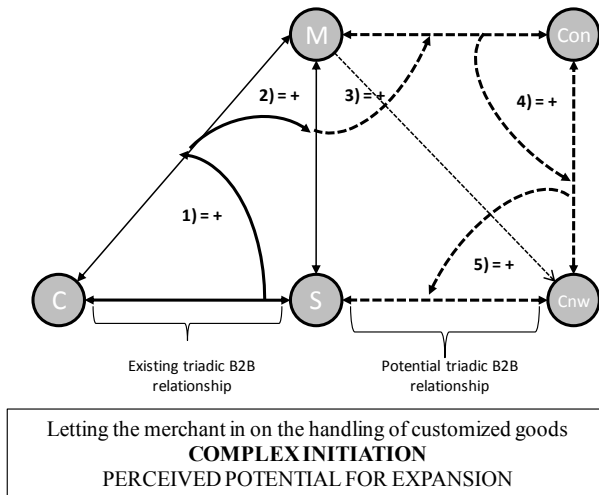 M
Con
2) = +
3) = +
4) = +
1) = +
5) = +
C
S
Cnw
Existing triadic B2B
relationship
Potential triadic B2B
relationship
Letting the merchant in on the handling of customized goods
COMPLEX INITIATION
PERCEIVED POTENTIAL FOR EXPANSION